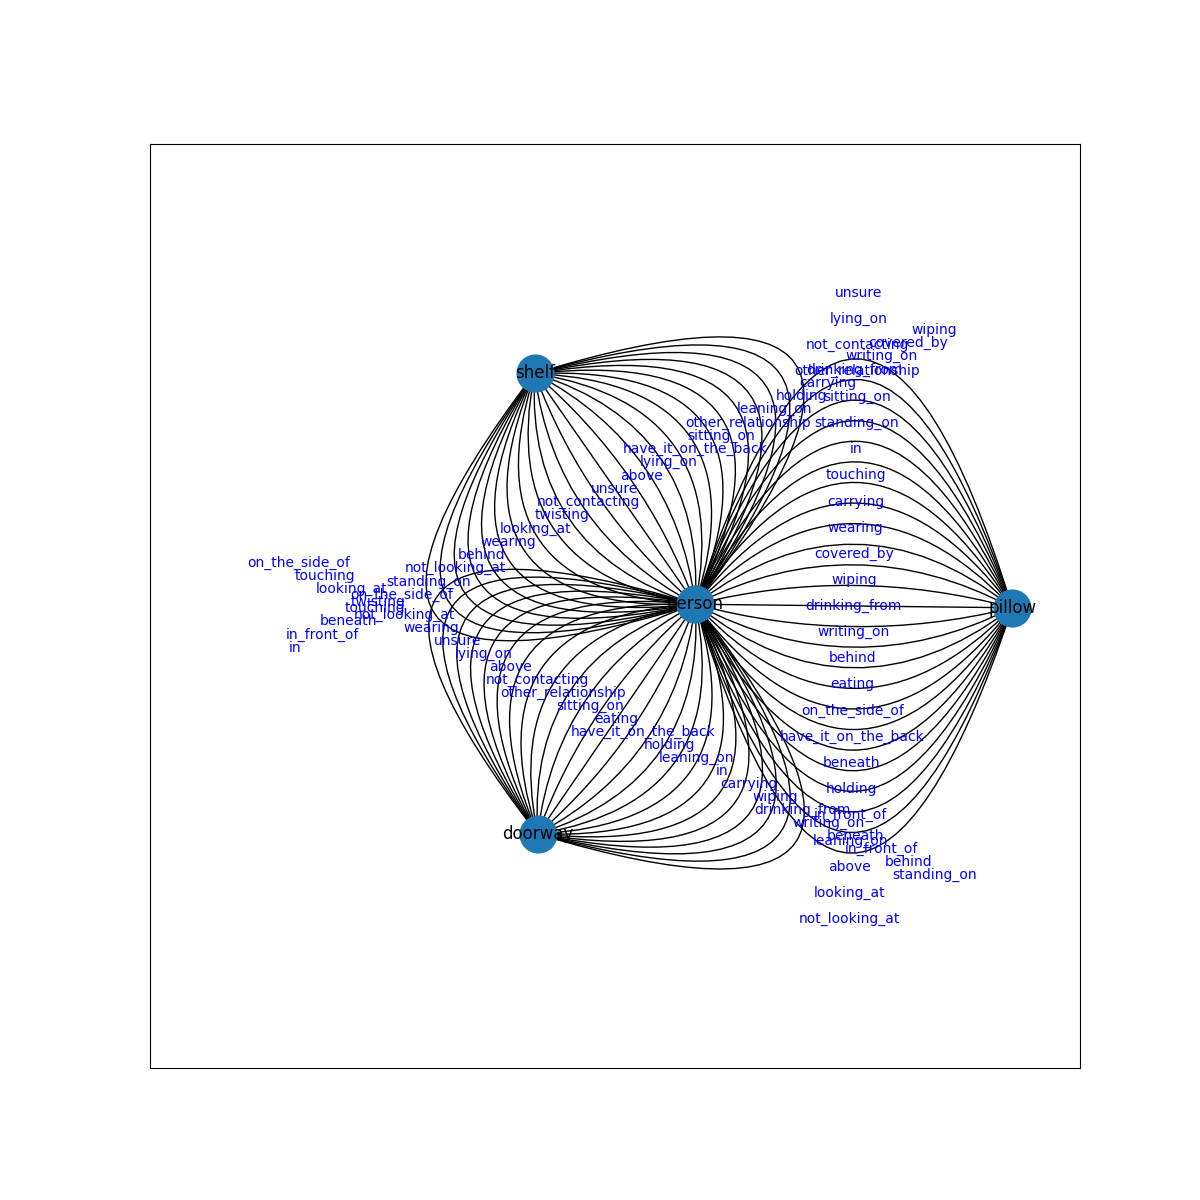 unsure
lying_on
wiping
covered_by
not_contacting
writing_on
drinking_from
other_relationship
shelf
carrying
holding
sitting_on
leaning_on
other_relationship
standing_on
sitting_on
have_it_on_the_back
in
lying_on
above
touching
unsure
not_contacting
carrying
twisting
looking_at
wearing
wearing
behind
covered_by
on_the_side_of
not_looking_at
touching
standing_on
wiping
looking_at
on_the_side_of
twisting
touching
person
drinking_from
pillow
not_looking_at
beneath
wearing
writing_on
in_front_of
unsure
in
lying_on
behind
above
not_contacting
eating
other_relationship
sitting_on
on_the_side_of
eating
have_it_on_the_back
have_it_on_the_back
holding
leaning_on
beneath
in
carrying
holding
wiping
drinking_from
in_front_of
writing_on
doorway
beneath
leaning_on
in_front_of
behind
above
standing_on
looking_at
not_looking_at